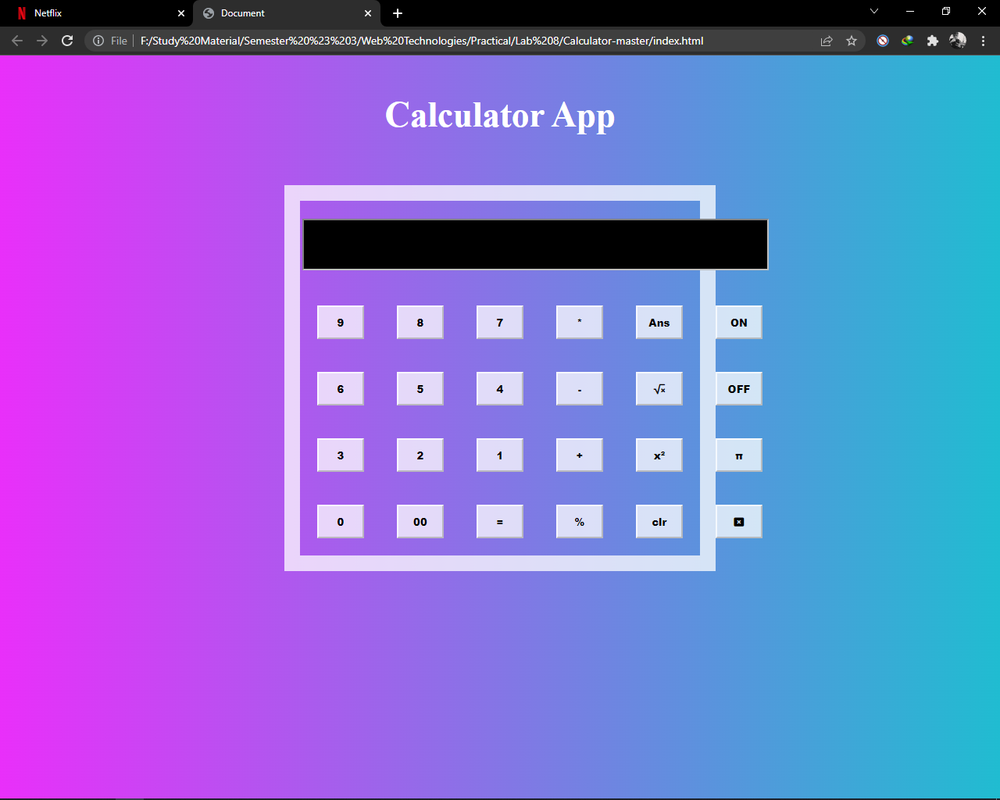 Netflix
Document
File F:/Study%20Material/Semester%20%23%203/Web%20Technologies/Practical/Lab%208/Calculator-master/index.html
Calculator App
9 8 7 * Ans ON
6 5 4 - √x OFF
3 2 1 + x² π
0 00 = % clr